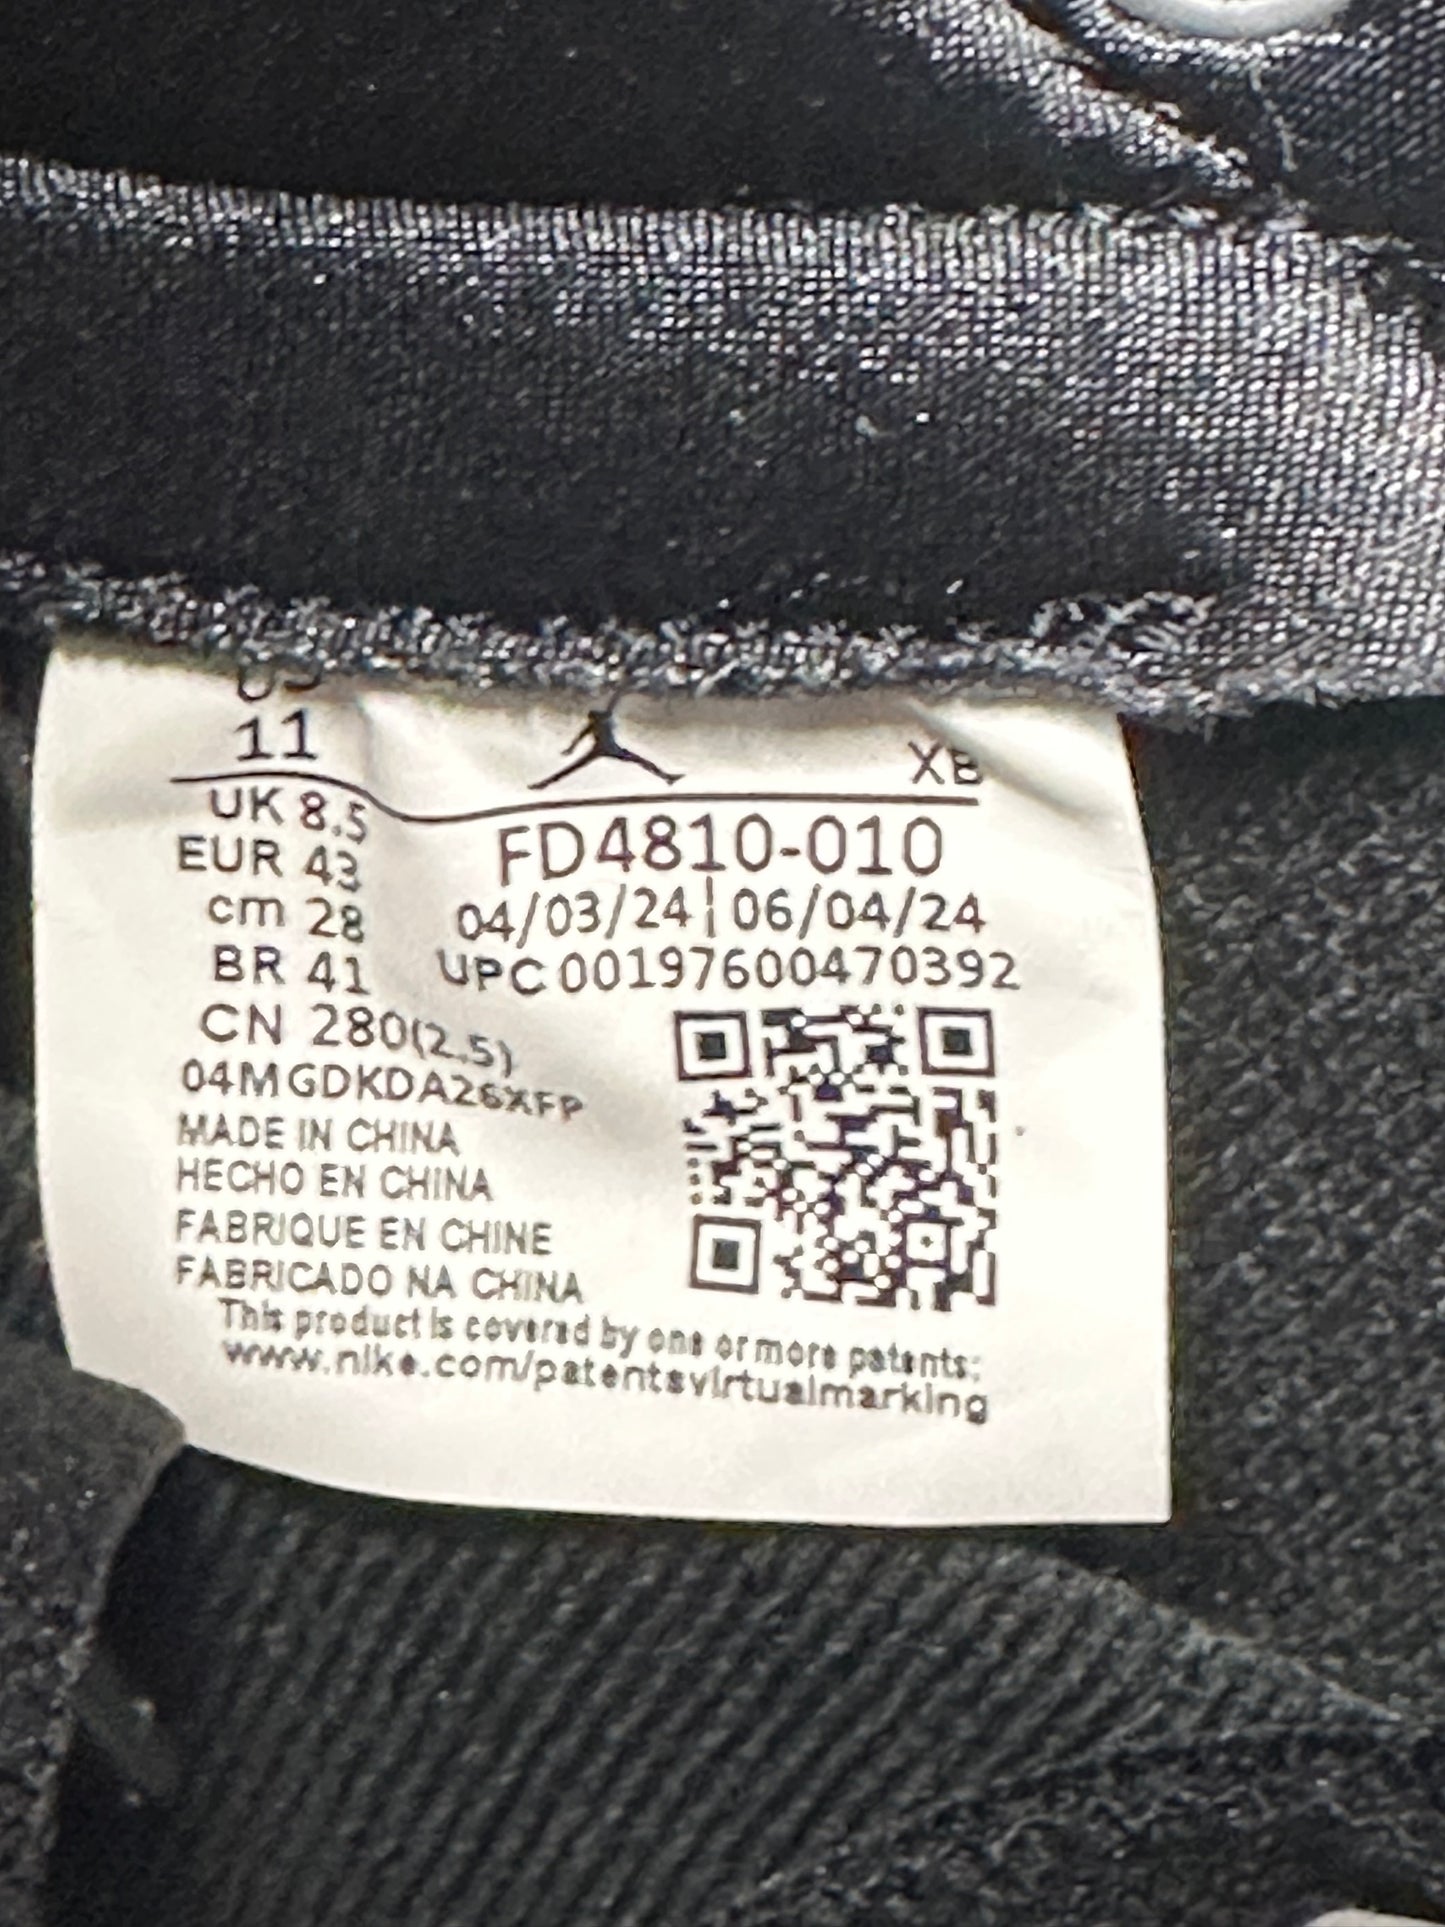 US
11
XB
UK 8.5
EUR 43
cm 28
BR 41
CN 280(2.5)
FD4810-010
04/03/24|06/04/24
UPC00197600470392
04MGDKDA26XFP
MADE IN CHINA
HECHO EN CHINA
FABRIQUE EN CHINE
FABRICADO NA CHINA
This product is covered by one or more patents:
www.nike.com/patentsvirtualmarking